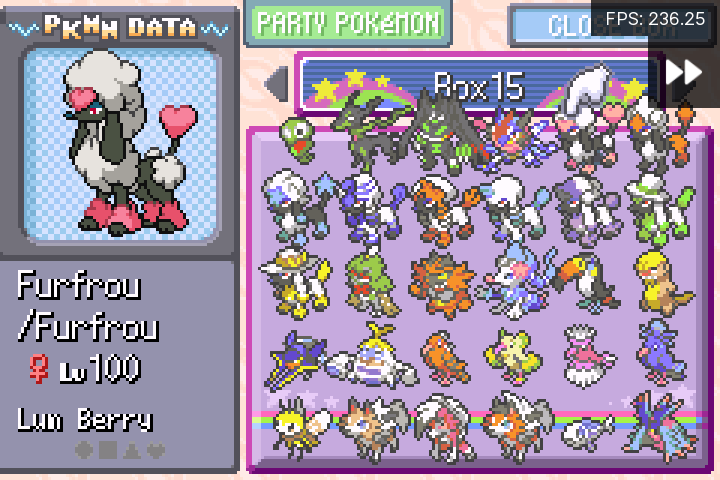 PKMN DATA
PARTY POKéMON
FPS: 236.25
Box15
Furfrou
/Furfrou
♀ Lv100
Lum Berry